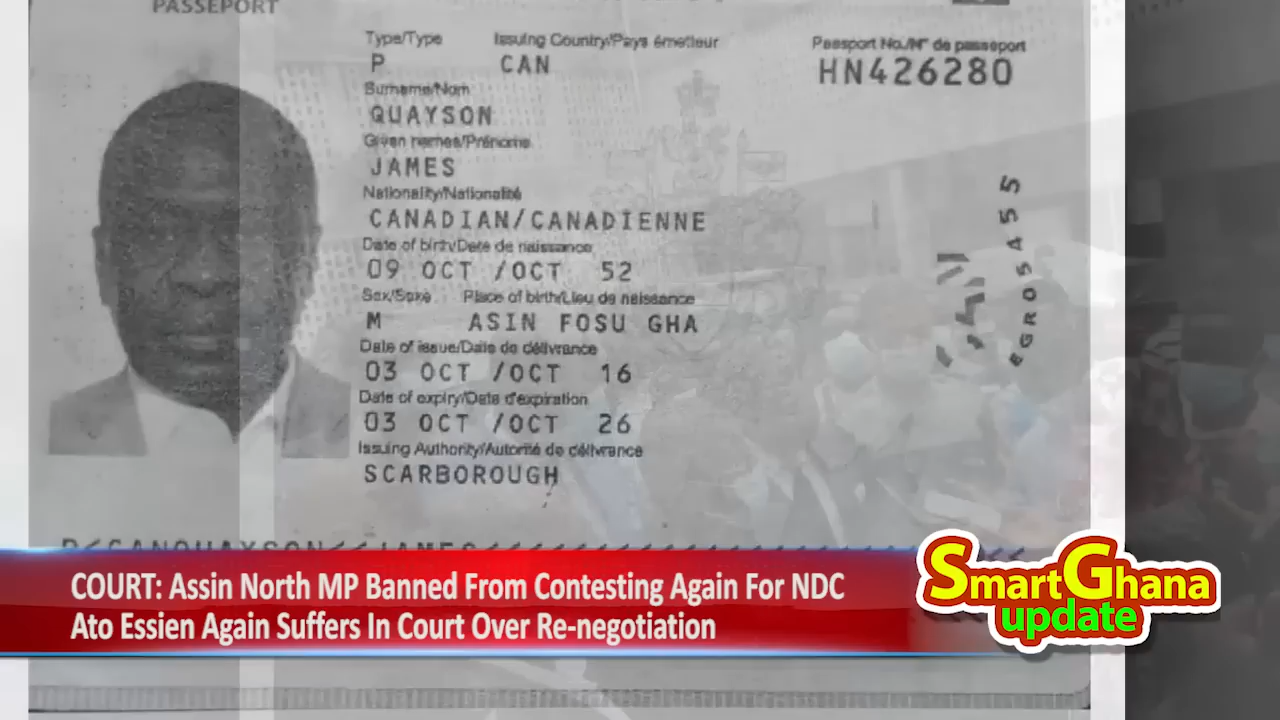 PASSEPORT
Type/Type Issuing Country/Pays émetteur Passport No./N° de passeport
P CAN HN426280
Surname/Nom
QUAYSON
Given names/Prénoms
JAMES
Nationality/Nationalité
CANADIAN/CANADIENNE
Date of birth/Date de naissance
09 OCT /OCT 52
Sex/Sexe Place of birth/Lieu de naissance
M ASIN FOSU GHA
Date of issue/Date de délivrance
03 OCT /OCT 16
Date of expiry/Date d'expiration
03 OCT /OCT 26
Issuing Authority/Autorité de délivrance
SCARBOROUGH
EGR05A55
P<CANQUAYSON<<JAMES<<<<<<<<<<<<<<<<<<<<<<<<<
COURT: Assin North MP Banned From Contesting Again For NDC
Ato Essien Again Suffers In Court Over Re-negotiation
SmartGhana
update